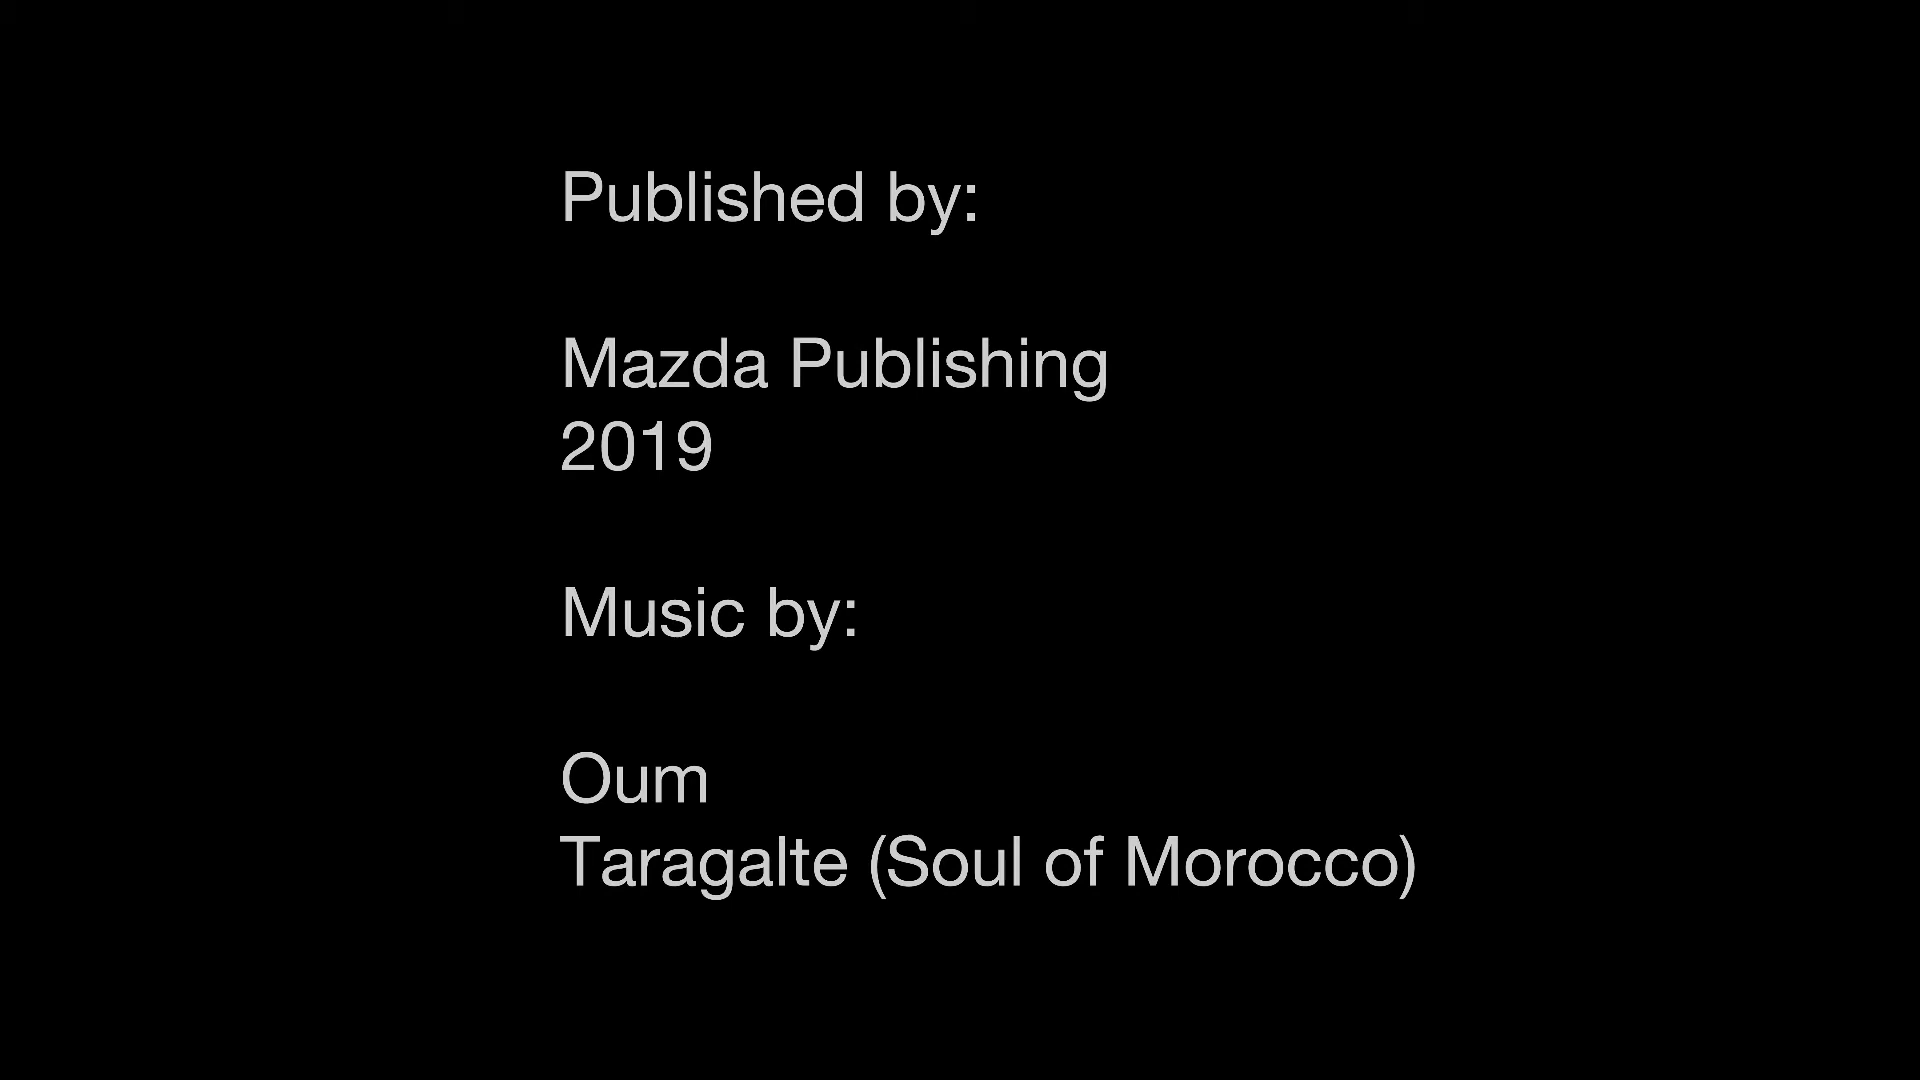 Published by:
Mazda Publishing
2019
Music by:
Oum
Taragalte (Soul of Morocco)